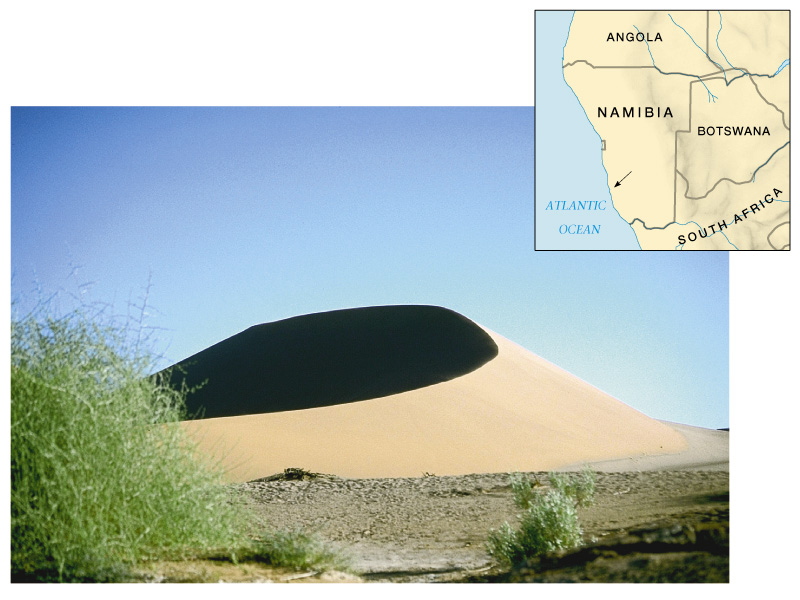 ANGOLA
NAMIBIA
BOTSWANA
ATLANTIC
OCEAN
SOUTH AFRICA